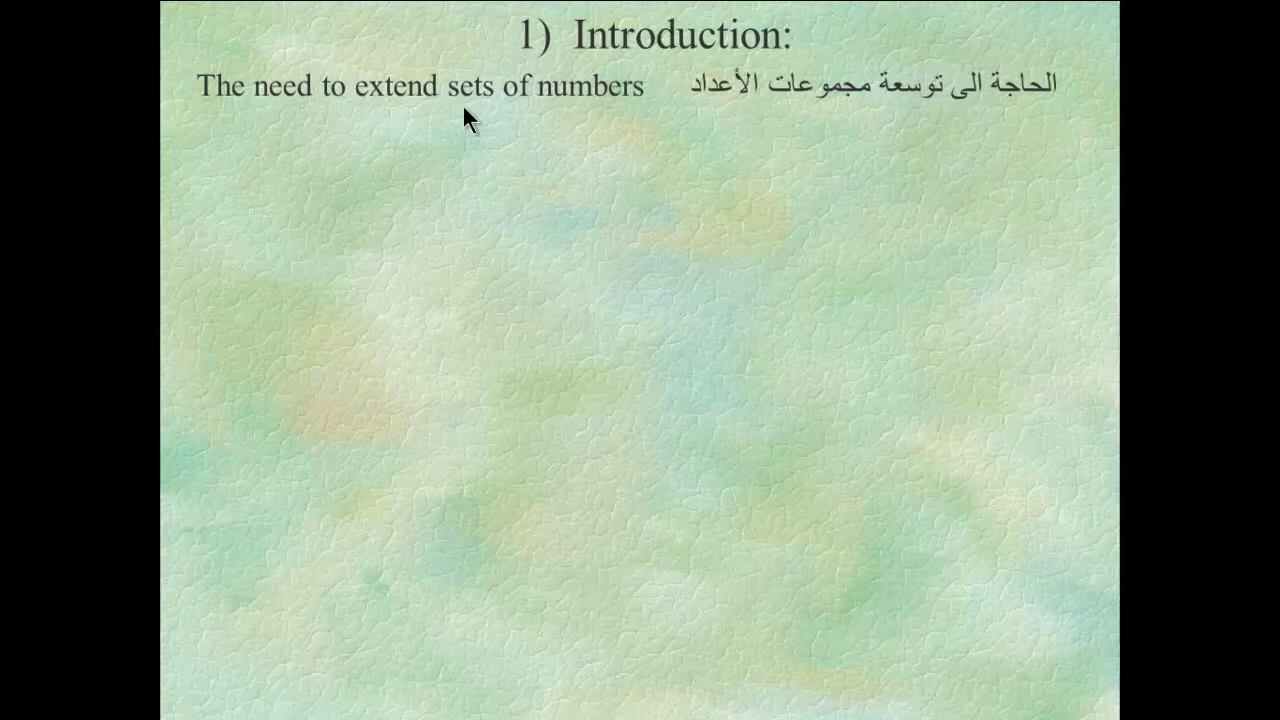 1) Introduction:
The need to extend sets of numbers الحاجة الى توسعة مجموعات الأعداد